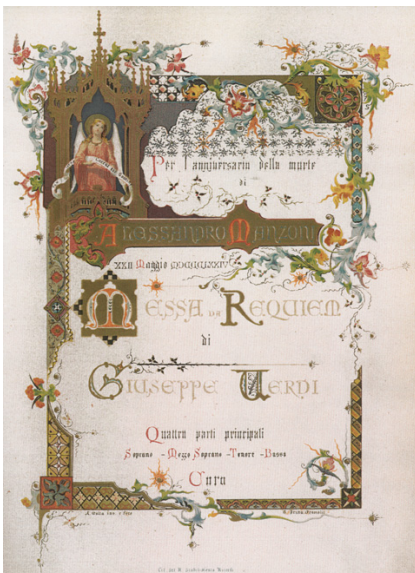 Per l'anniversario della morte
di
ALESSANDRO MANZONI
XXII Maggio
MESSA DA REQUIEM
di
GIUSEPPE VERDI
Quattro parti principali
Soprano - Mezzo Soprano - Tenore - Basso
Coro